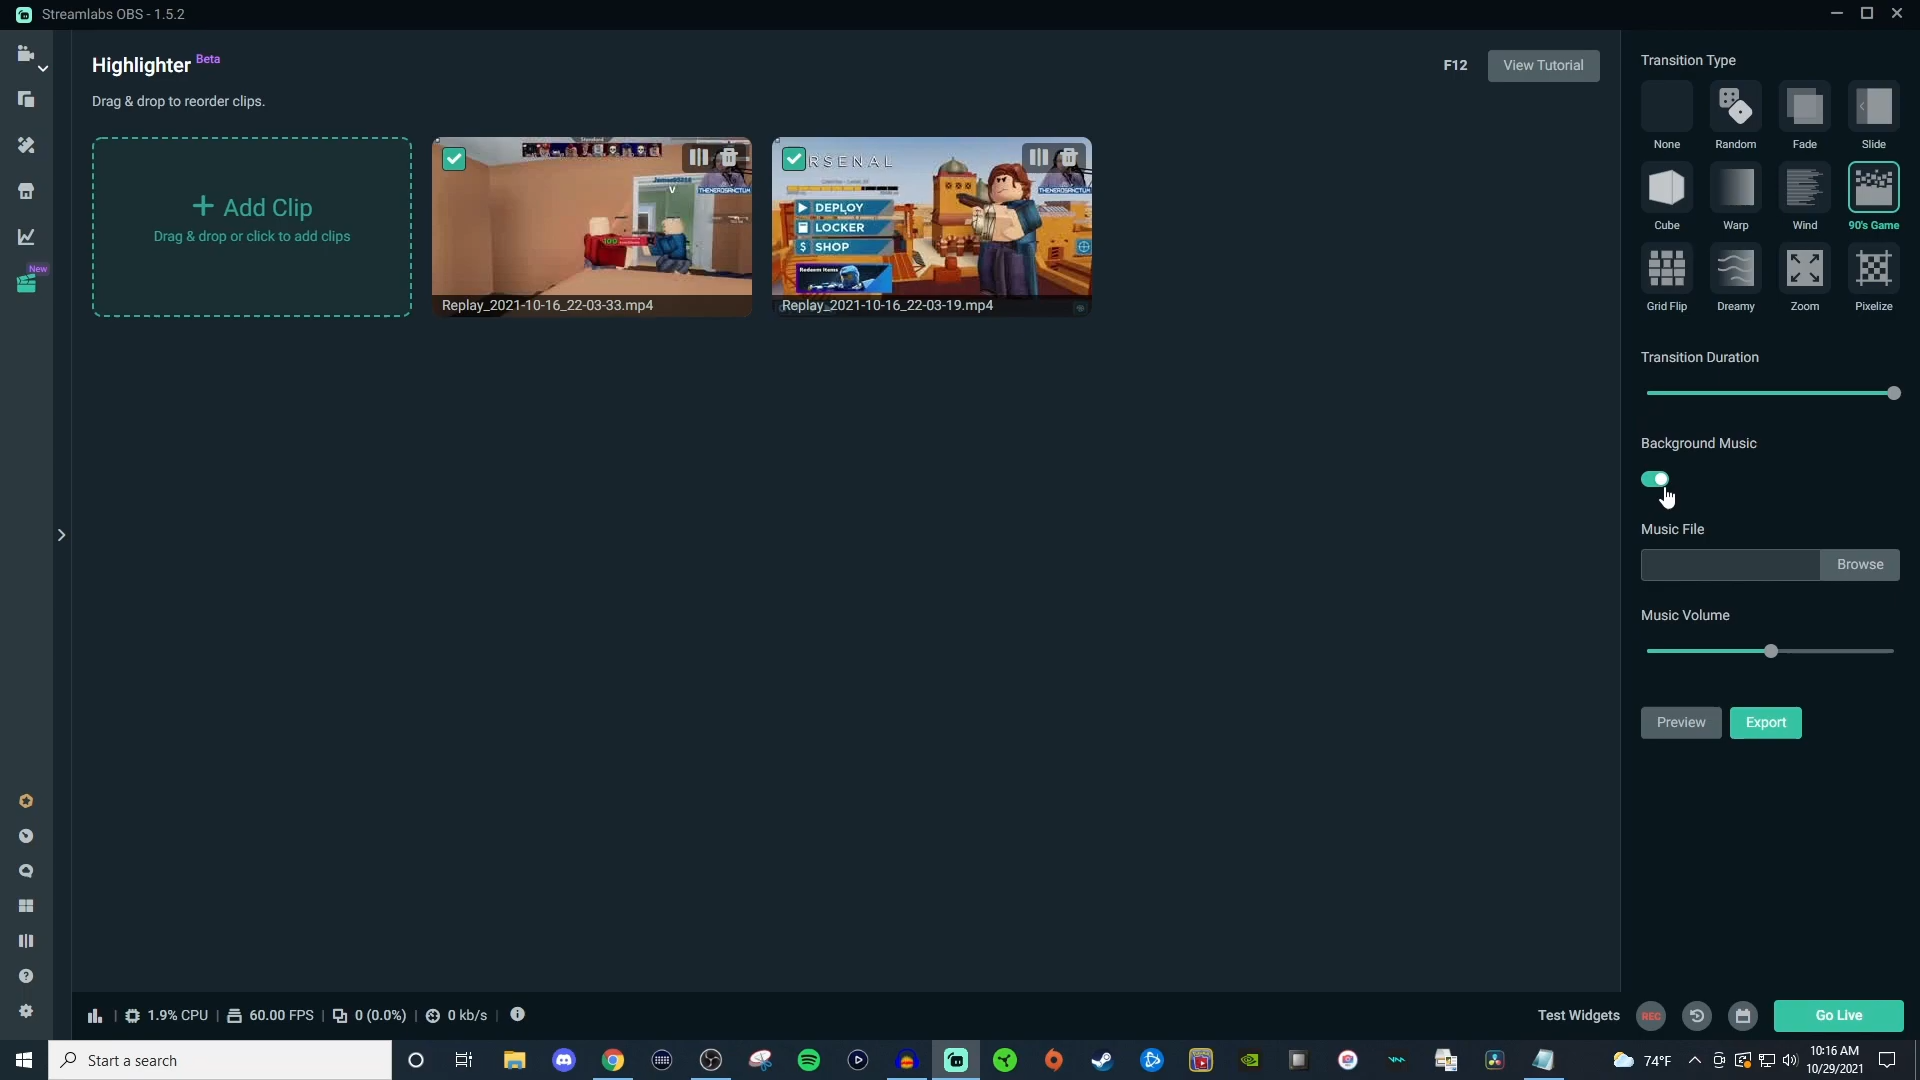 Streamlabs OBS - 1.5.2
Highlighter Beta
F12
View Tutorial
Drag & drop to reorder clips.
+ Add Clip
Drag & drop or click to add clips
Replay_2021-10-16_22-03-33.mp4
RSENAL
DEPLOY
LOCKER
$ SHOP
Redeem Items
THENERDSANCTUM
Replay_2021-10-16_22-03-19.mp4
New
Transition Type
None
Random
Fade
Slide
Cube
Warp
Wind
90's Game
Grid Flip
Dreamy
Zoom
Pixelize
Transition Duration
Background Music
Music File
Browse
Music Volume
Preview
Export
1.9% CPU
60.00 FPS
0 (0.0%)
0 kb/s
Test Widgets
REC
Go Live
Start a search
74°F
10:16 AM
10/29/2021